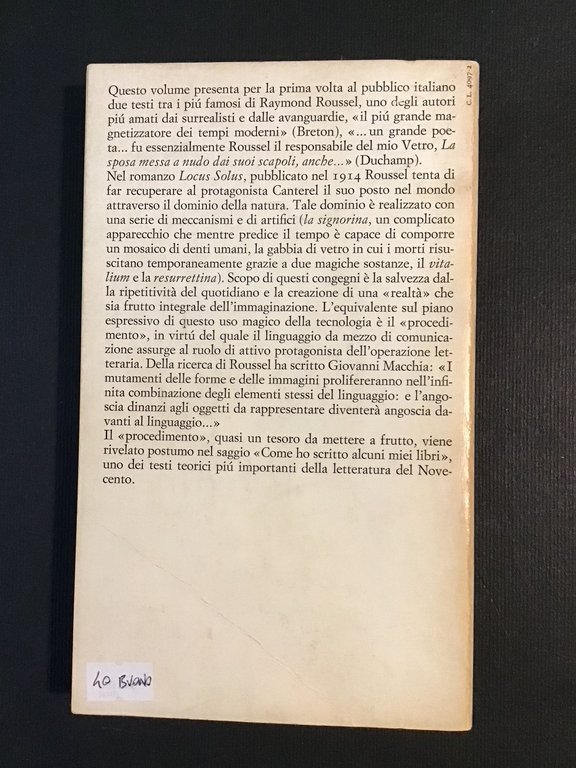 Questo volume presenta per la prima volta al pubblico italiano
due testi tra i piú famosi di Raymond Roussel, uno degli autori
piú amati dai surrealisti e dalle avanguardie, «il piú grande ma-
gnetizzatore dei tempi moderni» (Breton), «...un grande poe-
ta... fu essenzialmente Roussel il responsabile del mio Vetro, La
sposa messa a nudo dai suoi scapoli, anche...» (Duchamp).
Nel romanzo Locus Solus, pubblicato nel 1914 Roussel tenta di
far recuperare al protagonista Canterel il suo posto nel mondo
attraverso il dominio della natura. Tale dominio è realizzato con
una serie di meccanismi e di artifici (la signorina, un complicato
apparecchio che mentre predice il tempo è capace di comporre
un mosaico di denti umani, la gabbia di vetro in cui i morti risu-
scitano temporaneamente grazie a due magiche sostanze, il vita-
lium e la resurrettina). Scopo di questi congegni è la salvezza dal-
la ripetitività del quotidiano e la creazione di una «realtà» che
sia frutto integrale dell'immaginazione. L'equivalente sul piano
espressivo di questo uso magico della tecnologia è il «procedi-
mento», in virtú del quale il linguaggio da mezzo di comunica-
zione assurge al ruolo di attivo protagonista dell'operazione let-
teraria. Della ricerca di Roussel ha scritto Giovanni Macchia: «I
mutamenti delle forme e delle immagini prolifereranno nell'infi-
nita combinazione degli elementi stessi del linguaggio: e l'ango-
scia dinanzi agli oggetti da rappresentare diventerà angoscia da-
vanti al linguaggio...»
Il «procedimento», quasi un tesoro da mettere a frutto, viene
rivelato postumo nel saggio «Come ho scritto alcuni miei libri»,
uno dei testi teorici piú importanti della letteratura del Nove-
cento.
C L 4097-2
40 BUONO